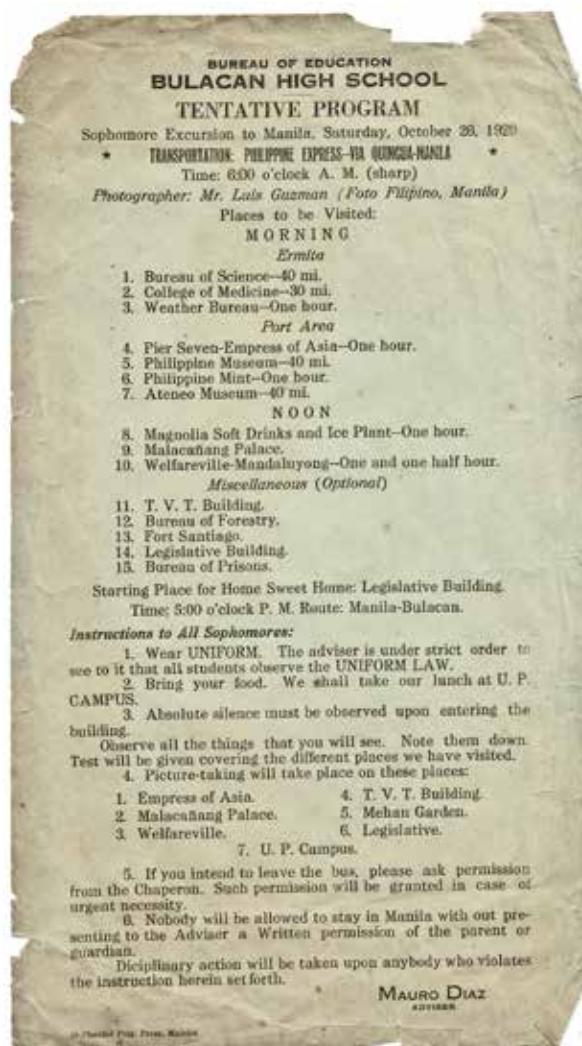 BUREAU OF EDUCATION
BULACAN HIGH SCHOOL
TENTATIVE PROGRAM
Sophomore Excursion to Manila, Saturday, October 26, 1929
* TRANSPORTATION: PHILIPPINE EXPRESS—VIA QUINGUA-MANILA *
Time: 6:00 o'clock A. M. (sharp)
Photographer: Mr. Luis Guzman (Foto Filipino, Manila)
Places to be Visited:
MORNING
Ermita
1. Bureau of Science—40 mi.
2. College of Medicine—30 mi.
3. Weather Bureau—One hour.
Port Area
4. Pier Seven-Empress of Asia—One hour.
5. Philippine Museum—40 mi.
6. Philippine Mint—One hour.
7. Ateneo Museum—40 mi.
NOON
8. Magnolia Soft Drinks and Ice Plant—One hour.
9. Malacañang Palace.
10. Welfareville-Mandaluyong—One and one half hour.
Miscellaneous (Optional)
11. T. V. T. Building.
12. Bureau of Forestry.
13. Fort Santiago.
14. Legislative Building.
15. Bureau of Prisons.
Starting Place for Home Sweet Home: Legislative Building.
Time: 5:00 o'clock P. M. Route: Manila-Bulacan.
Instructions to All Sophomores:
1. Wear UNIFORM. The adviser is under strict order to
see to it that all students observe the UNIFORM LAW.
2. Bring your food. We shall take our lunch at U. P.
CAMPUS.
3. Absolute silence must be observed upon entering the
building.
Observe all the things that you will see. Note them down
Test will be given covering the different places we have visited.
4. Picture-taking will take place on these places:
1. Empress of Asia. 4. T. V. T. Building.
2. Malacañang Palace. 5. Mehan Garden.
3. Welfareville. 6. Legislative.
7. U. P. Campus.
5. If you intend to leave the bus, please ask permission
from the Chaperon. Such permission will be granted in case of
urgent necessity.
6. Nobody will be allowed to stay in Manila with out pre-
senting to the Adviser a Written permission of the parent or
guardian.
Diciplinary action will be taken upon anybody who violates
the instruction herein set forth.
MAURO DIAZ
ADVISER